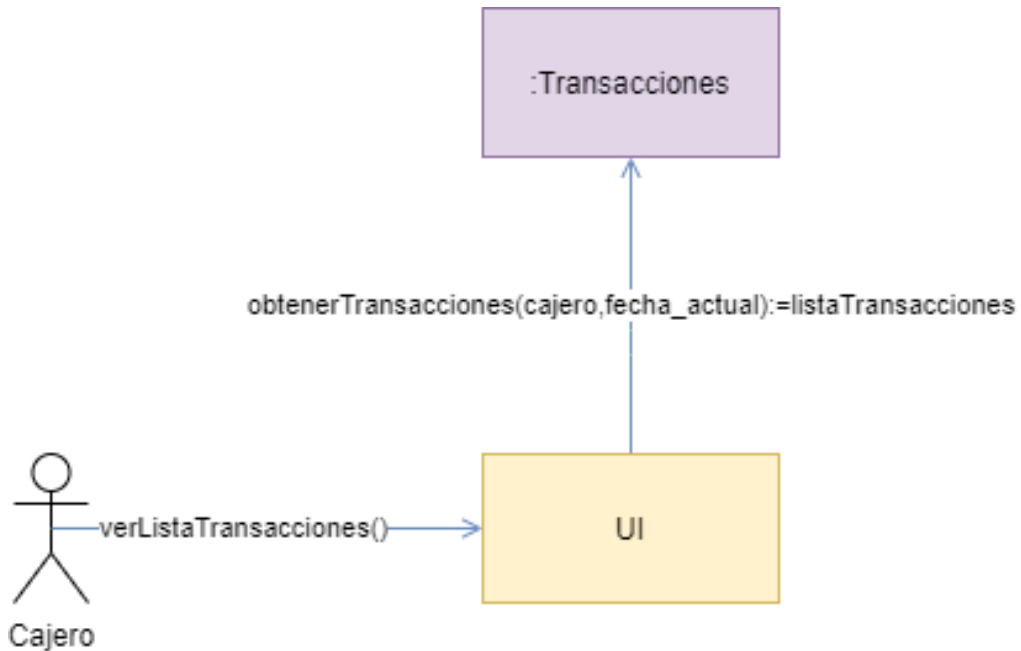 :Transacciones
obtenerTransacciones(cajero,fecha_actual):=listaTransacciones
verListaTransacciones()
UI
Cajero